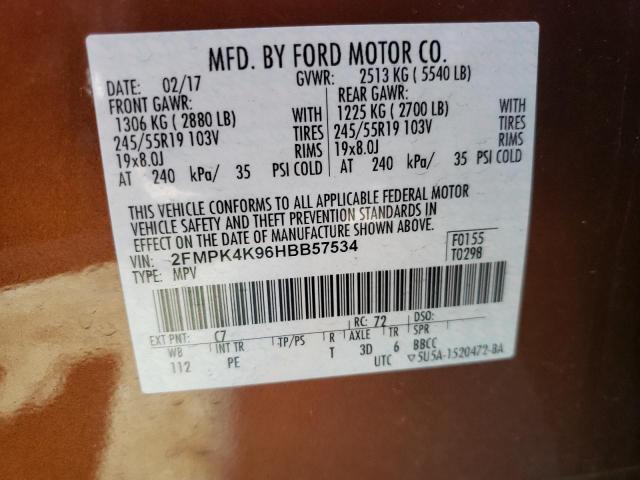 MFD. BY FORD MOTOR CO.
DATE: 02/17 GVWR: 2513 KG ( 5540 LB)
FRONT GAWR: REAR GAWR:
1306 KG ( 2880 LB) WITH 1225 KG ( 2700 LB) WITH
245/55R19 103V TIRES 245/55R19 103V TIRES
19x8.0J RIMS 19x8.0J RIMS
AT 240 kPa/ 35 PSI COLD AT 240 kPa/ 35 PSI COLD
THIS VEHICLE CONFORMS TO ALL APPLICABLE FEDERAL MOTOR
VEHICLE SAFETY AND THEFT PREVENTION STANDARDS IN
EFFECT ON THE DATE OF MANUFACTURE SHOWN ABOVE.
VIN: 2FMPK4K96HBB57534 F0155
TYPE: MPV T0298
EXT PNT: C7 RC: 72 DSO:
WB INT TR TP/PS R AXLE TR SPR
112 PE T 3D 6 BBCC
UTC ▽5U5A-1520472-BA